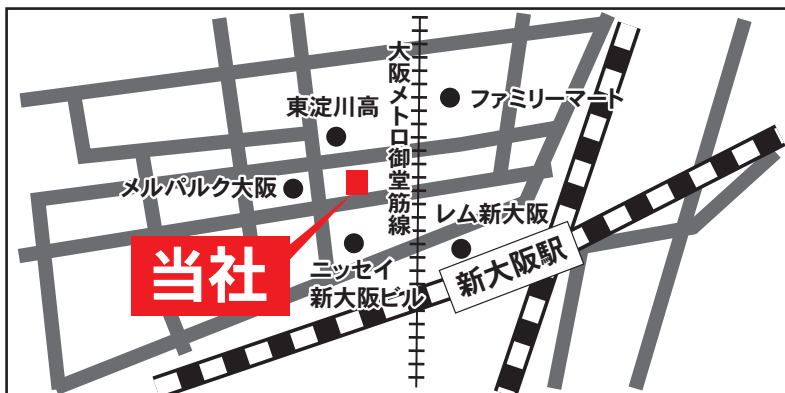 大阪メトロ御堂筋線
ファミリーマート
東淀川高
メルパルク大阪
レム新大阪
当社
ニッセイ
新大阪ビル
新大阪駅